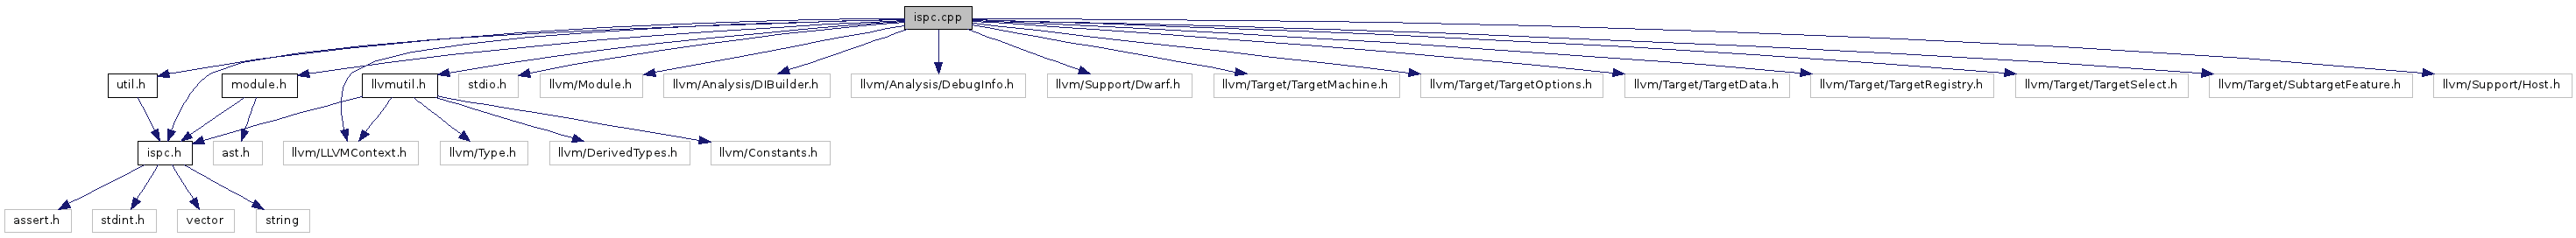 ispc.cpp
util.h
module.h
llvmutil.h
stdio.h
llvm/Module.h
llvm/Analysis/DIBuilder.h
llvm/Analysis/DebugInfo.h
llvm/Support/Dwarf.h
llvm/Target/TargetMachine.h
llvm/Target/TargetOptions.h
llvm/Target/TargetData.h
llvm/Target/TargetRegistry.h
llvm/Target/TargetSelect.h
llvm/Target/SubtargetFeature.h
llvm/Support/Host.h
ispc.h
ast.h
llvm/LLVMContext.h
llvm/Type.h
llvm/DerivedTypes.h
llvm/Constants.h
assert.h
stdint.h
vector
string